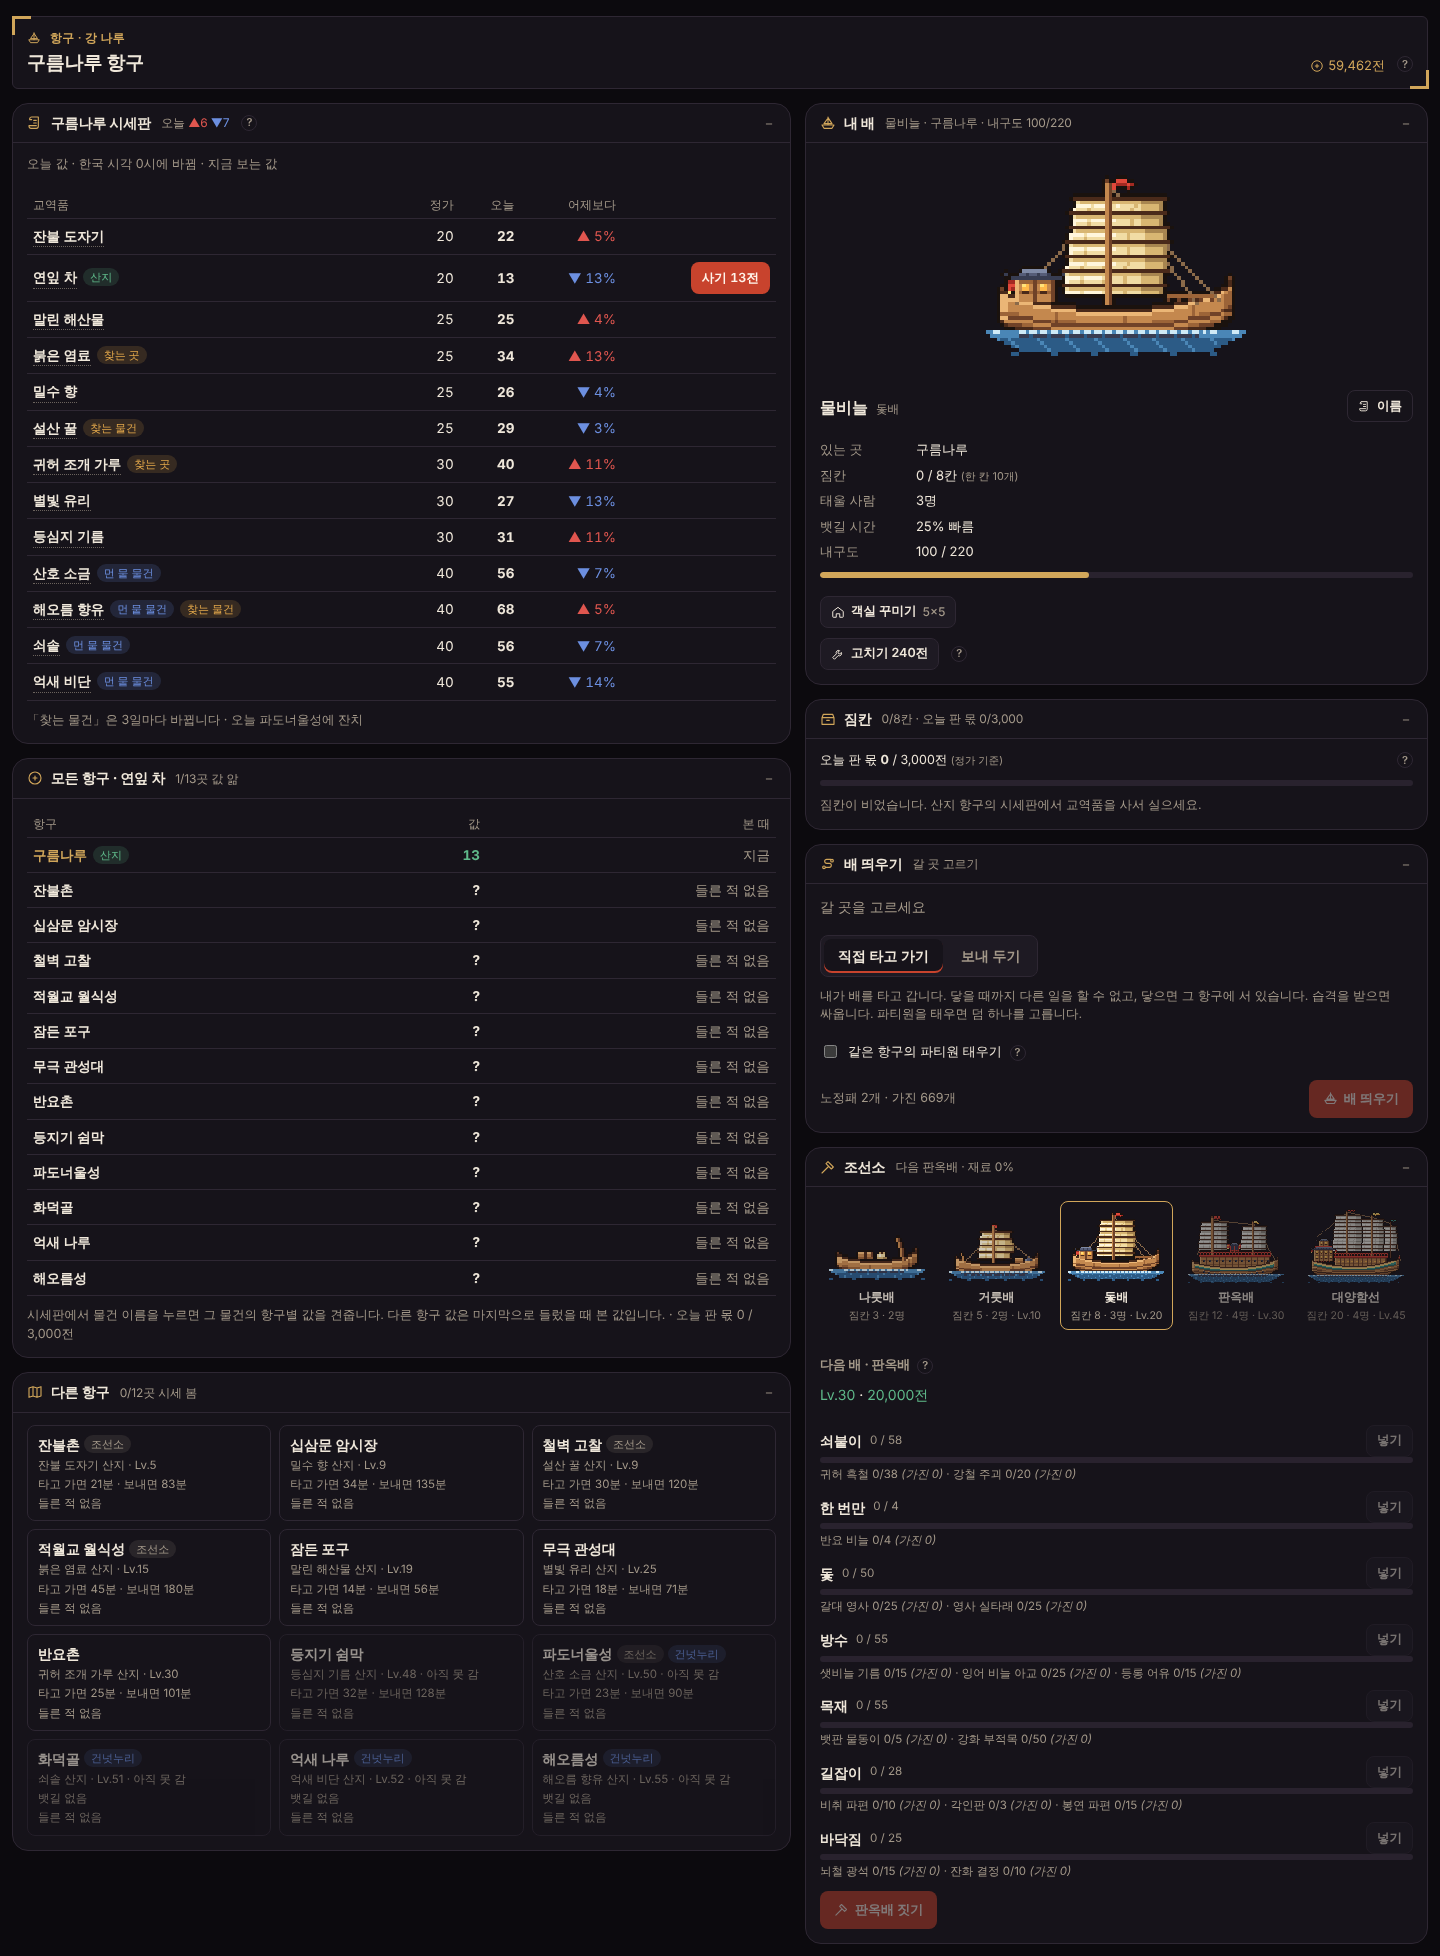 항구 · 강 나루
구름나루 항구
59,462전 ?
구름나루 시세판 오늘 ▲6 ▼7 ? –
오늘 값 · 한국 시각 0시에 바뀜 · 지금 보는 값
교역품 정가 오늘 어제보다
잔불 도자기 20 22 ▲ 5%
연잎 차 산지 20 13 ▼ 13% 사기 13전
말린 해산물 25 25 ▲ 4%
붉은 염료 찾는 곳 25 34 ▲ 13%
밀수 향 25 26 ▼ 4%
설산 꿀 찾는 물건 25 29 ▼ 3%
귀허 조개 가루 찾는 곳 30 40 ▲ 11%
별빛 유리 30 27 ▼ 13%
등심지 기름 30 31 ▲ 11%
산호 소금 먼 물 물건 40 56 ▼ 7%
해오름 향유 먼 물 물건 찾는 물건 40 68 ▲ 5%
쇠솥 먼 물 물건 40 56 ▼ 7%
억새 비단 먼 물 물건 40 55 ▼ 14%
「찾는 물건」은 3일마다 바뀝니다 · 오늘 파도너울성에 잔치
모든 항구 · 연잎 차 1/13곳 값 앎 –
항구 값 본 때
구름나루 산지 13 지금
잔불촌 ? 들른 적 없음
십삼문 암시장 ? 들른 적 없음
철벽 고찰 ? 들른 적 없음
적월교 월식성 ? 들른 적 없음
잠든 포구 ? 들른 적 없음
무극 관성대 ? 들른 적 없음
반요촌 ? 들른 적 없음
등지기 쉼막 ? 들른 적 없음
파도너울성 ? 들른 적 없음
화덕골 ? 들른 적 없음
억새 나루 ? 들른 적 없음
해오름성 ? 들른 적 없음
시세판에서 물건 이름을 누르면 그 물건의 항구별 값을 견줍니다. 다른 항구 값은 마지막으로 들렀을 때 본 값입니다. · 오늘 판 몫 0 /
3,000전
다른 항구 0/12곳 시세 봄 –
잔불촌 조선소
잔불 도자기 산지 · Lv.5
타고 가면 21분 · 보내면 83분
들른 적 없음
십삼문 암시장
밀수 향 산지 · Lv.9
타고 가면 34분 · 보내면 135분
들른 적 없음
철벽 고찰 조선소
설산 꿀 산지 · Lv.9
타고 가면 30분 · 보내면 120분
들른 적 없음
적월교 월식성 조선소
붉은 염료 산지 · Lv.15
타고 가면 45분 · 보내면 180분
들른 적 없음
잠든 포구
말린 해산물 산지 · Lv.19
타고 가면 14분 · 보내면 56분
들른 적 없음
무극 관성대
별빛 유리 산지 · Lv.25
타고 가면 18분 · 보내면 71분
들른 적 없음
반요촌
귀허 조개 가루 산지 · Lv.30
타고 가면 25분 · 보내면 101분
들른 적 없음
등지기 쉼막
등심지 기름 산지 · Lv.48 · 아직 못 감
타고 가면 32분 · 보내면 128분
들른 적 없음
파도너울성 조선소 건넛누리
산호 소금 산지 · Lv.50 · 아직 못 감
타고 가면 23분 · 보내면 90분
들른 적 없음
화덕골 건넛누리
쇠솥 산지 · Lv.51 · 아직 못 감
뱃길 없음
들른 적 없음
억새 나루 건넛누리
억새 비단 산지 · Lv.52 · 아직 못 감
뱃길 없음
들른 적 없음
해오름성 건넛누리
해오름 향유 산지 · Lv.55 · 아직 못 감
뱃길 없음
들른 적 없음
내 배 물비늘 · 구름나루 · 내구도 100/220 –
물비늘 돛배 이름
있는 곳 구름나루
짐칸 0 / 8칸 (한 칸 10개)
태울 사람 3명
뱃길 시간 25% 빠름
내구도 100 / 220
객실 꾸미기 5×5
고치기 240전 ?
짐칸 0/8칸 · 오늘 판 몫 0/3,000 –
오늘 판 몫 0 / 3,000전 (정가 기준) ?
짐칸이 비었습니다. 산지 항구의 시세판에서 교역품을 사서 실으세요.
배 띄우기 갈 곳 고르기 –
갈 곳을 고르세요
직접 타고 가기 보내 두기
내가 배를 타고 갑니다. 닿을 때까지 다른 일을 할 수 없고, 닿으면 그 항구에 서 있습니다. 습격을 받으면
싸웁니다. 파티원을 태우면 덤 하나를 고릅니다.
같은 항구의 파티원 태우기 ?
노정패 2개 · 가진 669개 배 띄우기
조선소 다음 판옥배 · 재료 0% –
나룻배 거룻배 돛배 판옥배 대양함선
짐칸 3 · 2명 짐칸 5 · 2명 · Lv.10 짐칸 8 · 3명 · Lv.20 짐칸 12 · 4명 · Lv.30 짐칸 20 · 4명 · Lv.45
다음 배 · 판옥배 ?
Lv.30 · 20,000전
쇠붙이 0 / 58 넣기
귀허 흑철 0/38 (가진 0) · 강철 주괴 0/20 (가진 0)
한 번만 0 / 4 넣기
반요 비늘 0/4 (가진 0)
돛 0 / 50 넣기
갈대 영사 0/25 (가진 0) · 영사 실타래 0/25 (가진 0)
방수 0 / 55 넣기
샛비늘 기름 0/15 (가진 0) · 잉어 비늘 아교 0/25 (가진 0) · 등롱 어유 0/15 (가진 0)
목재 0 / 55 넣기
뱃판 물동이 0/5 (가진 0) · 강화 부적목 0/50 (가진 0)
길잡이 0 / 28 넣기
비취 파편 0/10 (가진 0) · 각인판 0/3 (가진 0) · 봉연 파편 0/15 (가진 0)
바닥짐 0 / 25 넣기
뇌철 광석 0/15 (가진 0) · 잔화 결정 0/10 (가진 0)
판옥배 짓기